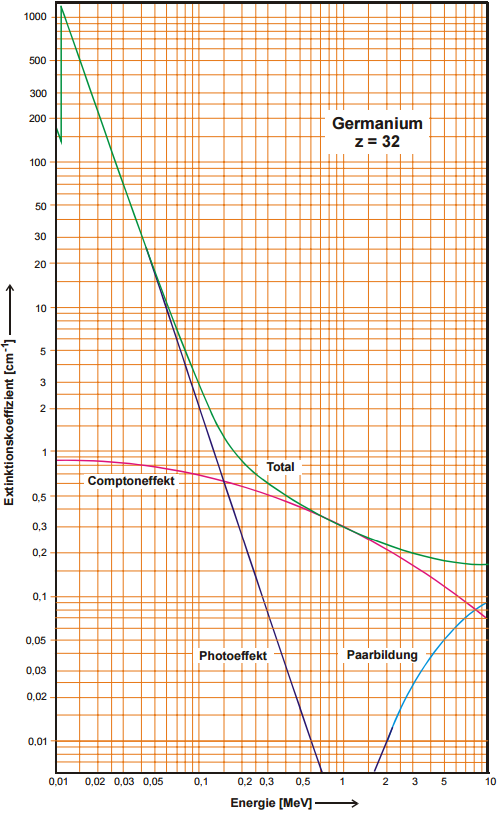 1000
500
300
200
100
50
30
20
10
5
3
2
1
0,5
0,3
0,2
0,1
0,05
0,03
0,02
0,01
Extinktionskoeffizient [cm-1]
Germanium
z = 32
Total
Comptoneffekt
Photoeffekt
Paarbildung
0,01 0,02 0,03 0,05 0,1 0,2 0,3 0,5 1 2 3 5 10
Energie [MeV]